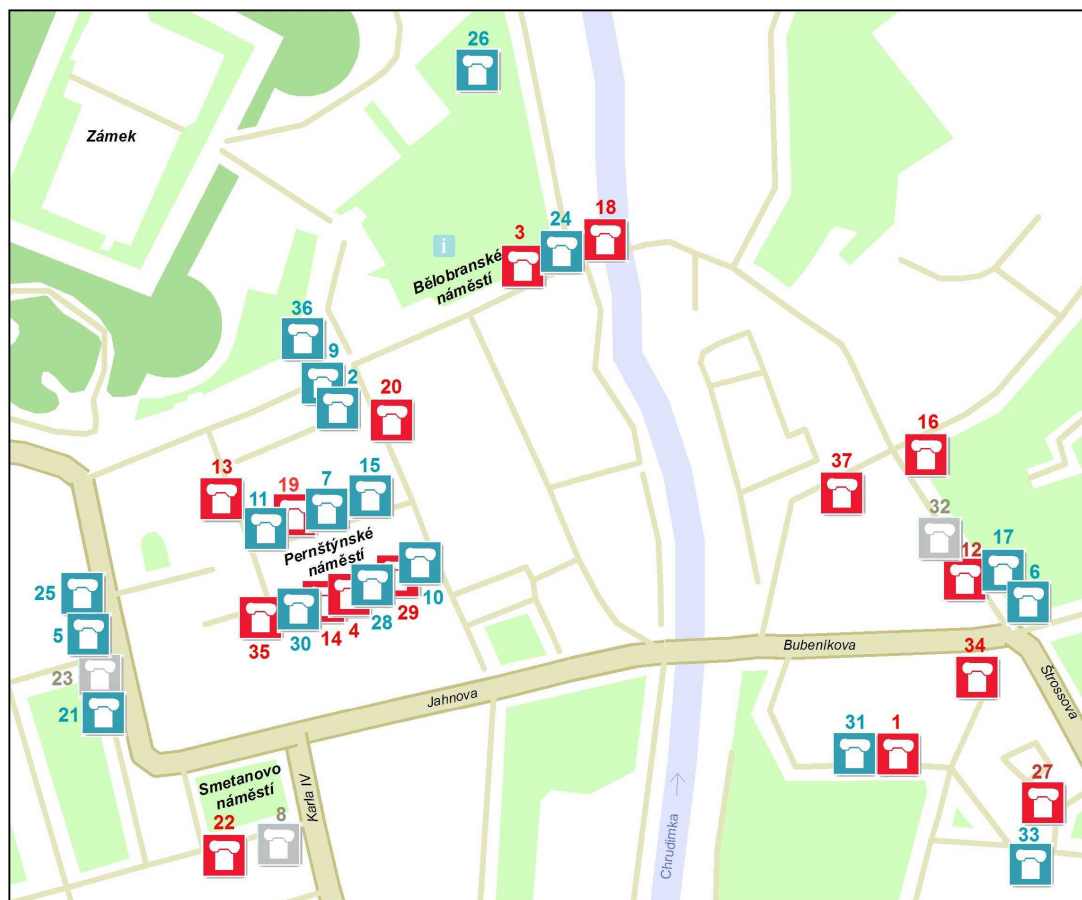 26
Zámek
18
24
3
i
Bělobranské
náměstí
36
9
2
20
16
13
15
37
19
7
11
32
Pernštýnské
náměstí
17
12
6
25
10
28
29
5
4
14
30
35
Bubeníkova
34
23
Štrossova
Jahnova
21
31
1
Smetanovo
náměstí
Karla IV
27
8
22
Chrudimka
33